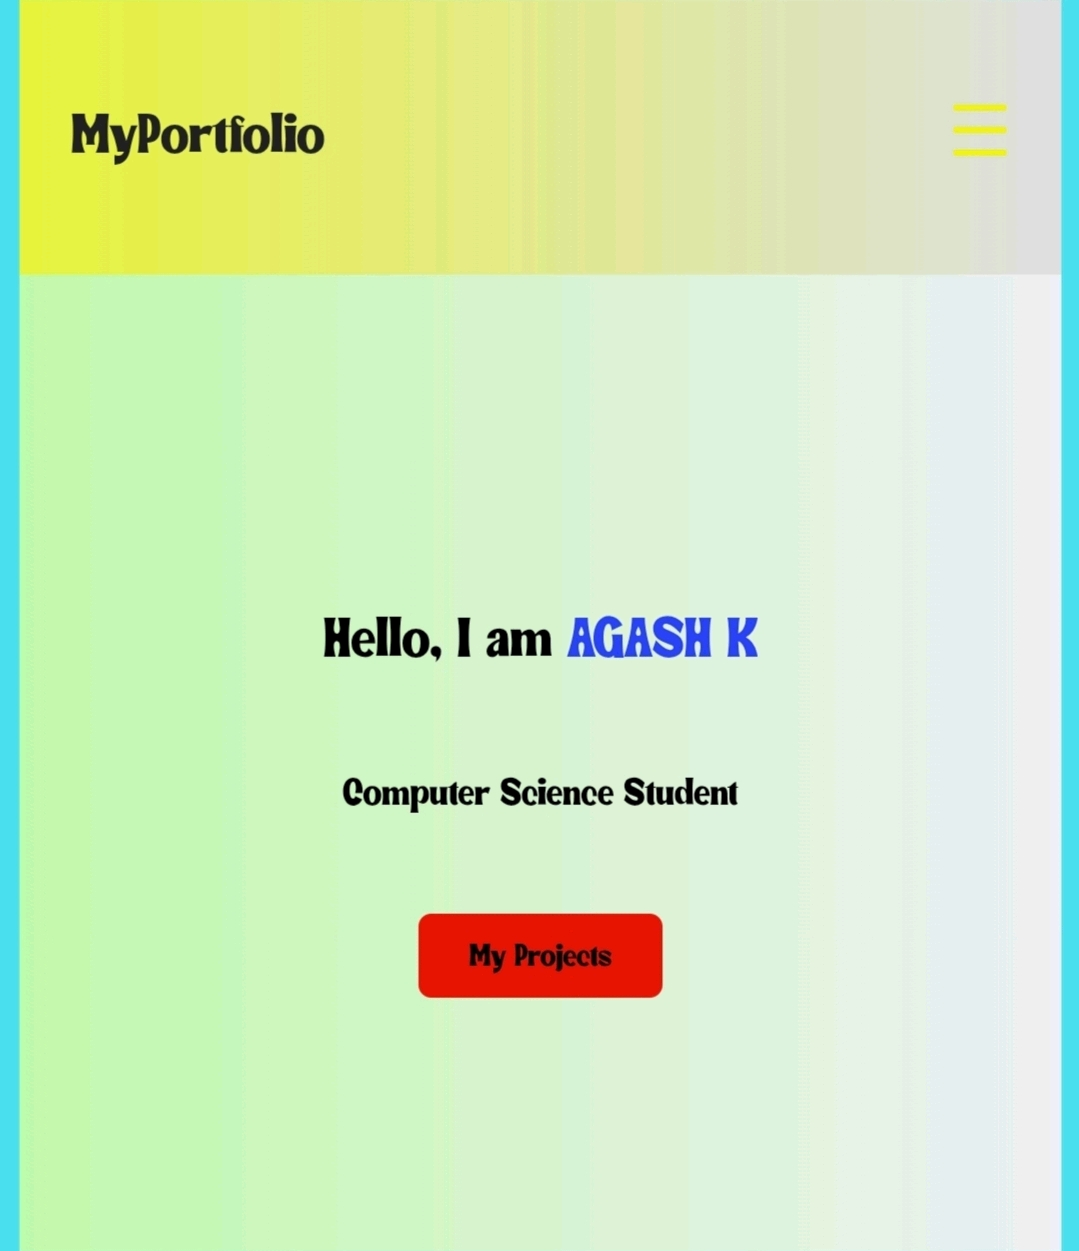 MyPortfolio
Hello, I am AGASH K
Computer Science Student
My Projects